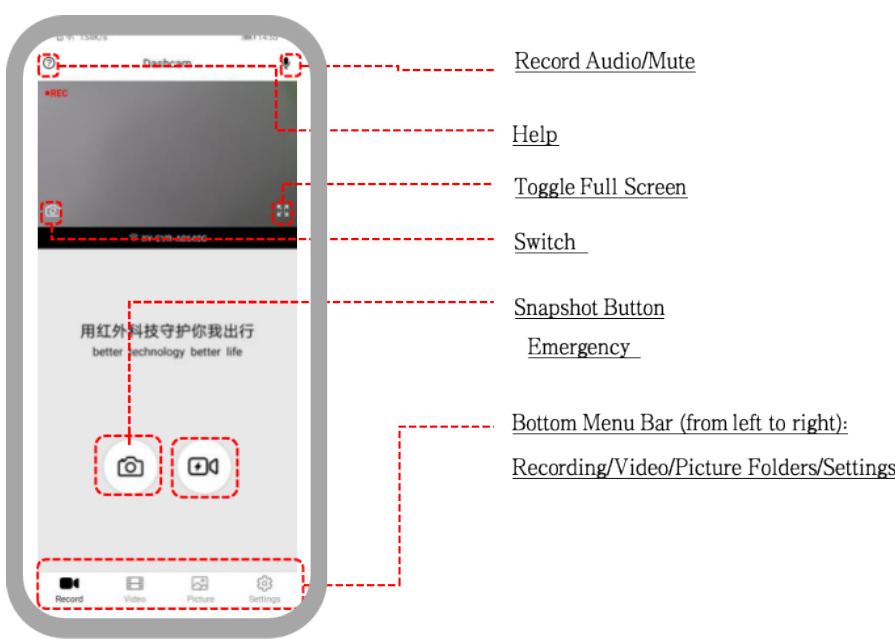 Dashcam
Record Audio/Mute
•REC
Help
Toggle Full Screen
Switch
Snapshot Button
用红外科技守护你我出行
Emergency
better technology better life
Bottom Menu Bar (from left to right):
Recording/Video/Picture Folders/Settings
Record Video Picture Settings